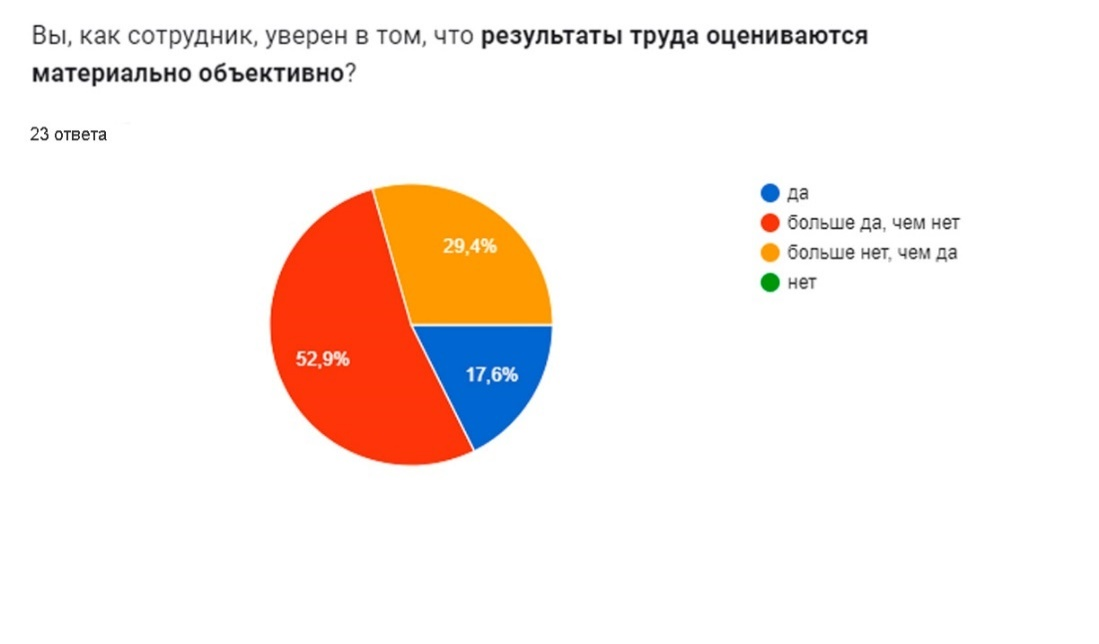 Вы, как сотрудник, уверен в том, что результаты труда оцениваются
материально объективно?
23 ответа
да
больше да, чем нет
больше нет, чем да
нет
29,4%
52,9%
17,6%